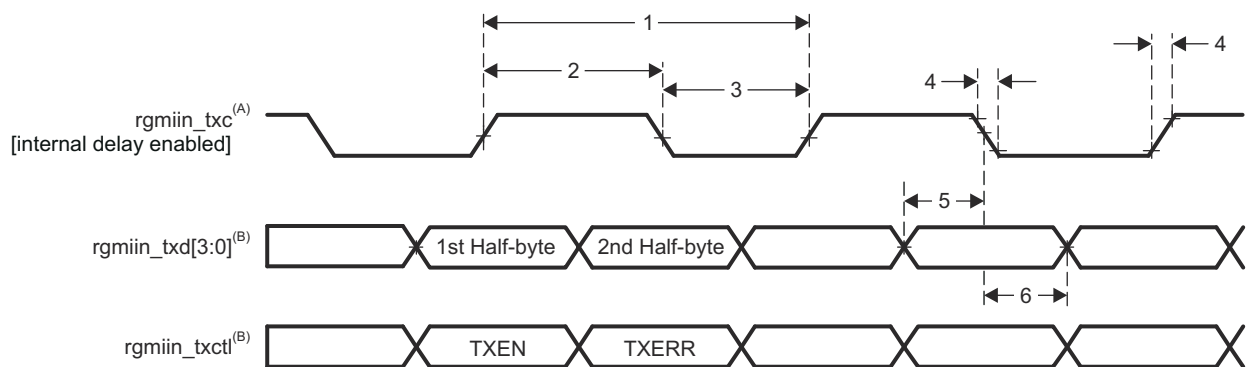 1
4
2
4
3
rgmiin_txc(A)
[internal delay enabled]
5
rgmiin_txd[3:0](B)
1st Half-byte
2nd Half-byte
6
rgmiin_txctl(B)
TXEN
TXERR